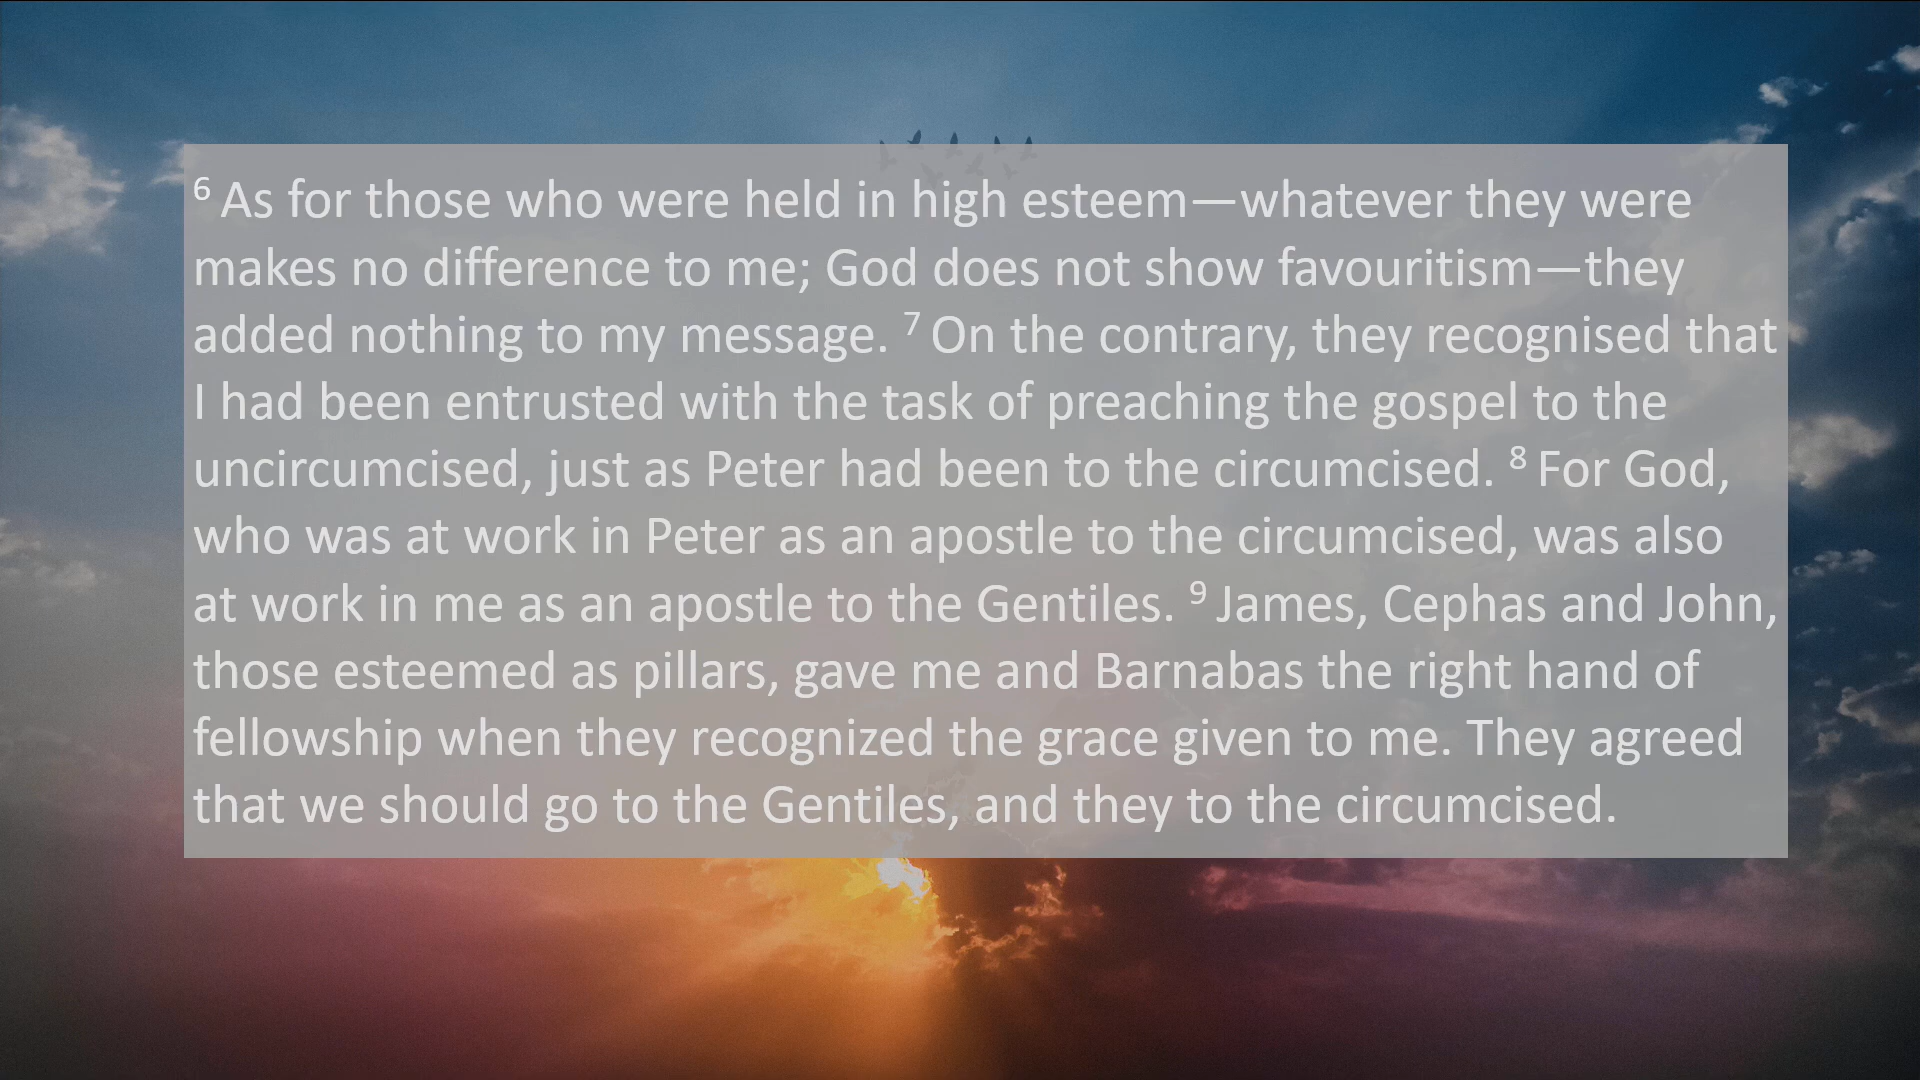 6 As for those who were held in high esteem—whatever they were
makes no difference to me; God does not show favouritism—they
added nothing to my message. 7 On the contrary, they recognised that
I had been entrusted with the task of preaching the gospel to the
uncircumcised, just as Peter had been to the circumcised. 8 For God,
who was at work in Peter as an apostle to the circumcised, was also
at work in me as an apostle to the Gentiles. 9 James, Cephas and John,
those esteemed as pillars, gave me and Barnabas the right hand of
fellowship when they recognized the grace given to me. They agreed
that we should go to the Gentiles, and they to the circumcised.